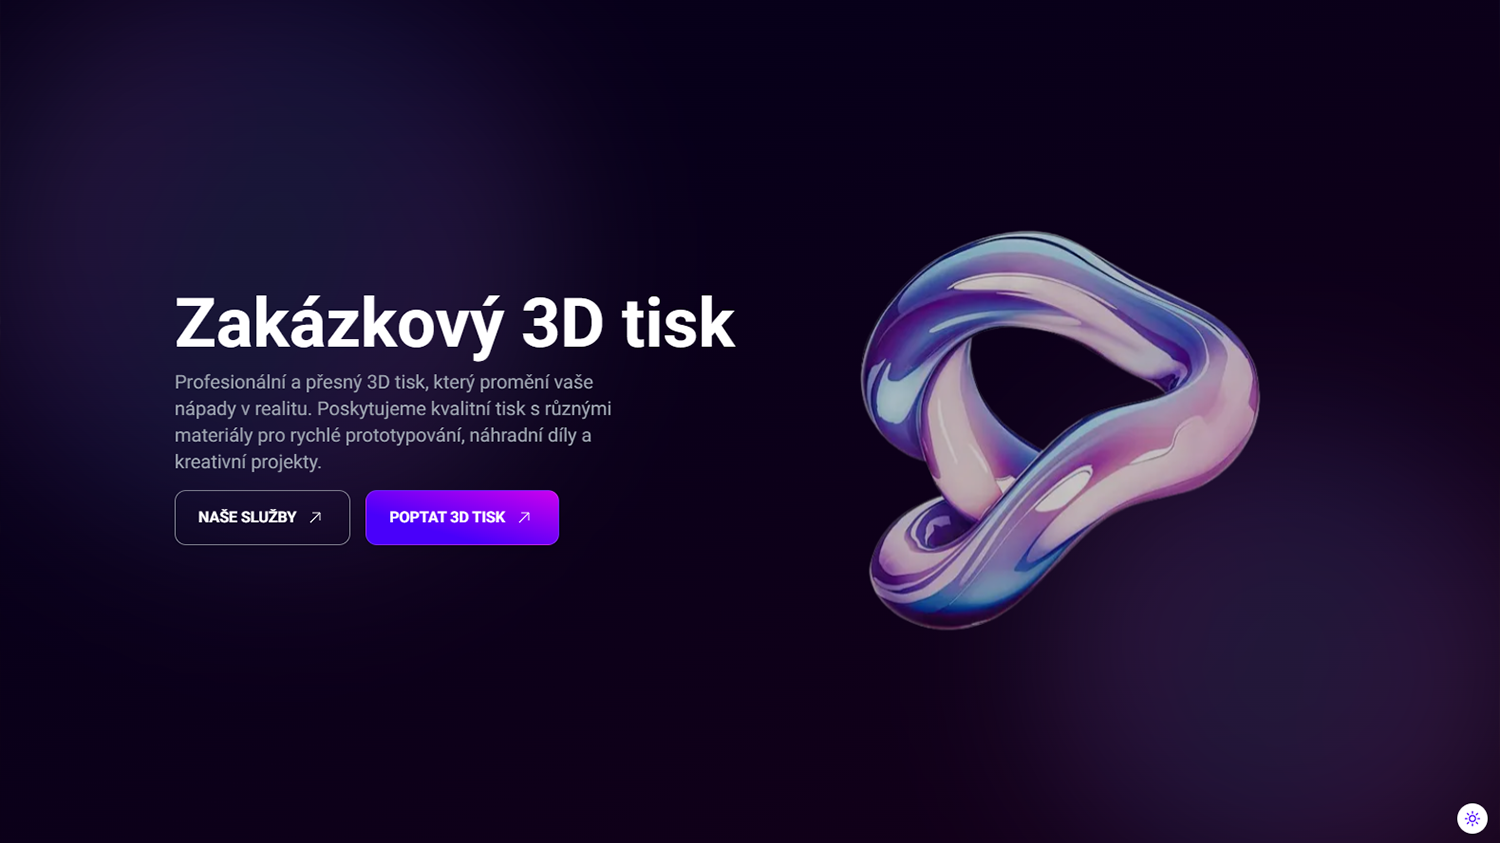 Zakázkový 3D tisk
Profesionální a přesný 3D tisk, který promění vaše
nápady v realitu. Poskytujeme kvalitní tisk s různými
materiály pro rychlé prototypování, náhradní díly a
kreativní projekty.
NAŠE SLUŽBY
POPTAT 3D TISK